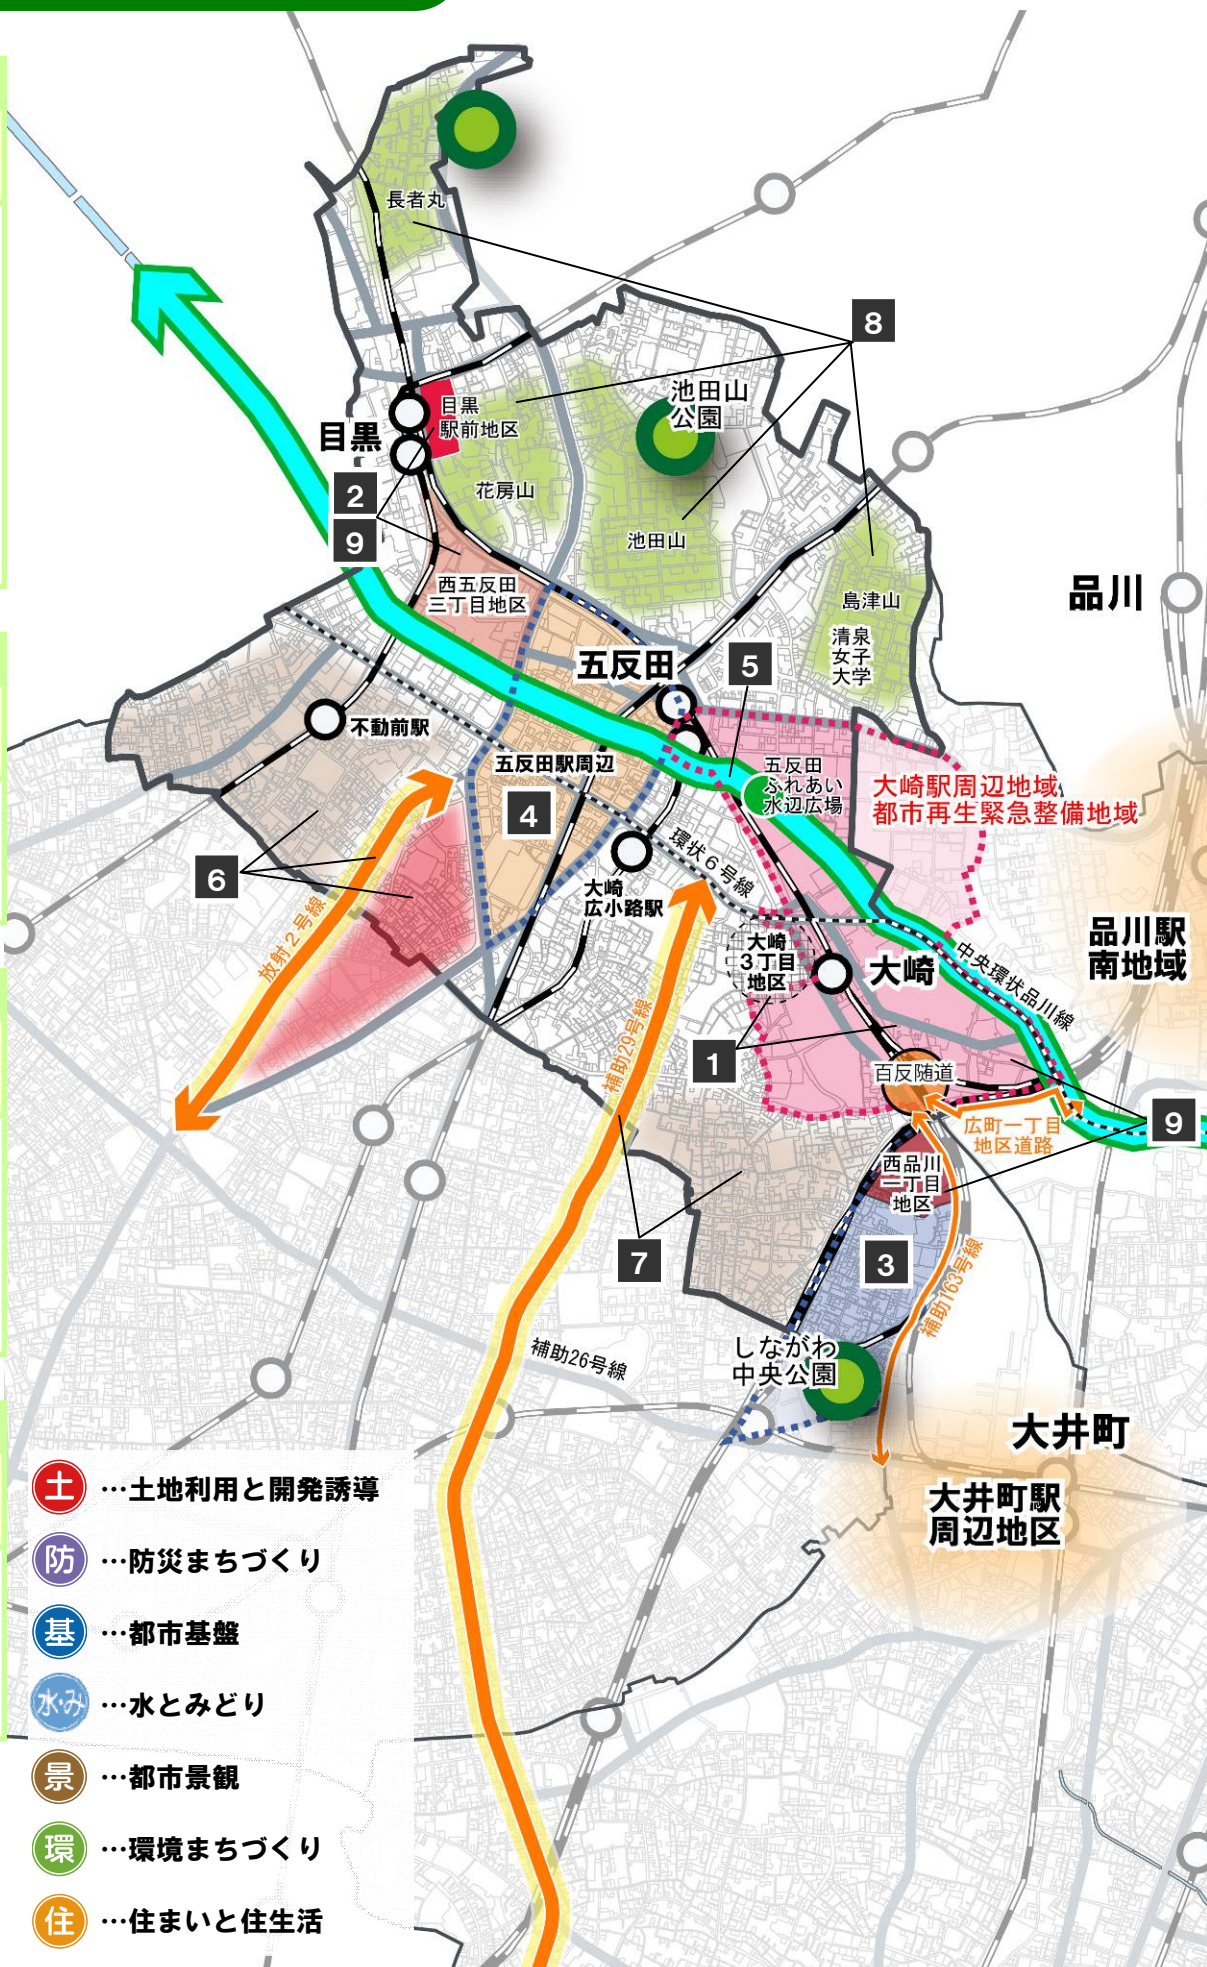 長者丸
8
池田山
公園
目黒
駅前地区
目黒
花房山
2
9
池田山
西五反田
三丁目地区
島津山
清泉
女子
大学
品川
五反田
5
不動前駅
五反田駅周辺
五反田
ふれあい
水辺広場
大崎駅周辺地域
都市再生緊急整備地域
4
環状6号線
6
大崎
広小路駅
放射2号線
大崎
3丁目
地区
大崎
品川駅
南地域
中央環状品川線
補助29号線
1
百反隧道
9
広町一丁目
地区道路
西品川
一丁目
地区
7
3
補助163号線
補助26号線
しながわ
中央公園
大井町
大井町駅
周辺地区
土 …土地利用と開発誘導
防 …防災まちづくり
基 …都市基盤
水・み …水とみどり
景 …都市景観
環 …環境まちづくり
住 …住まいと住生活